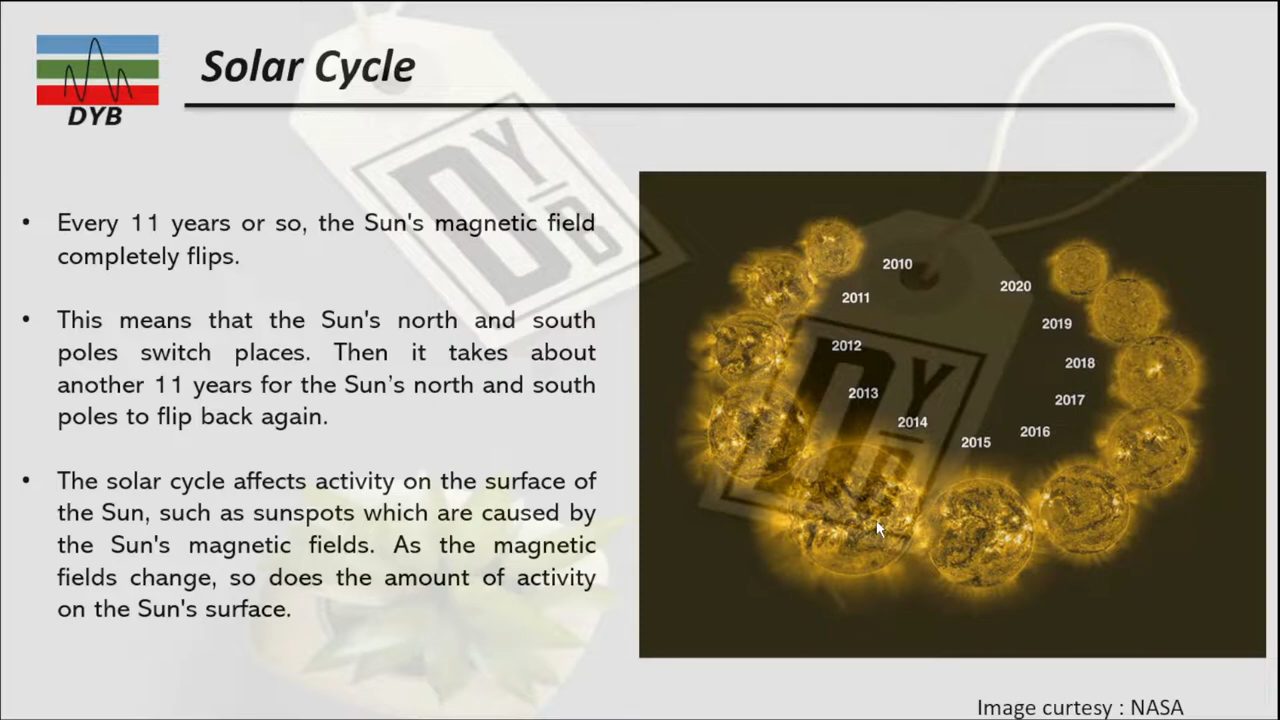 Solar Cycle
DYB
• Every 11 years or so, the Sun's magnetic field
completely flips.
• This means that the Sun's north and south
poles switch places. Then it takes about
another 11 years for the Sun’s north and south
poles to flip back again.
• The solar cycle affects activity on the surface of
the Sun, such as sunspots which are caused by
the Sun's magnetic fields. As the magnetic
fields change, so does the amount of activity
on the Sun's surface.
2010
2011
2012
2013
2014
2015
2016
2017
2018
2019
2020
Image curtesy : NASA
DYB
DYB